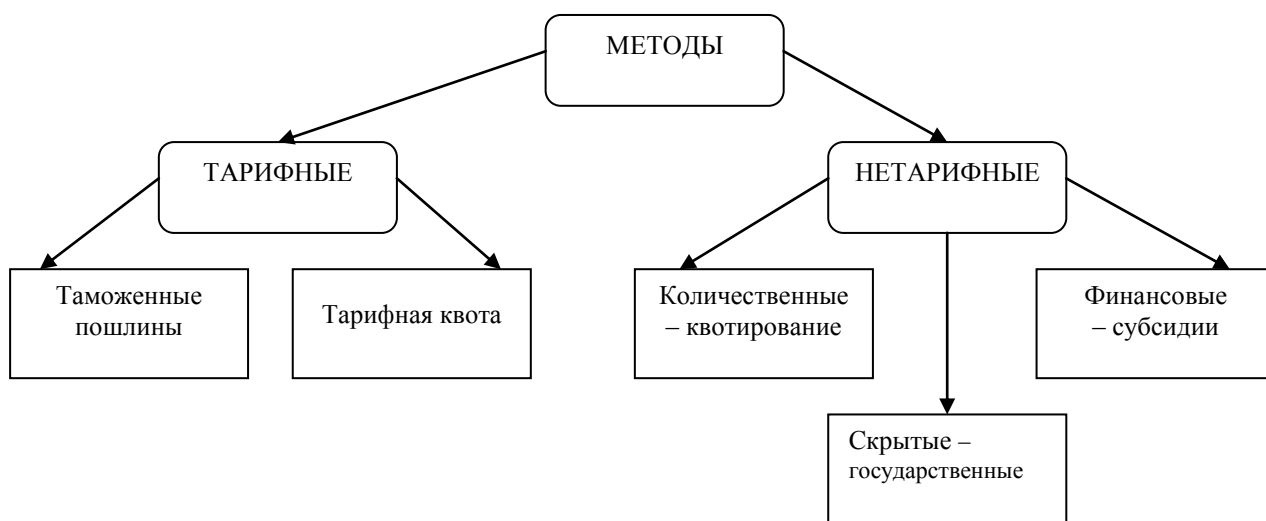 МЕТОДЫ
ТАРИФНЫЕ
НЕТАРИФНЫЕ
Таможенные
пошлины
Тарифная квота
Количественные
– квотирование
Финансовые
– субсидии
Скрытые –
государственные